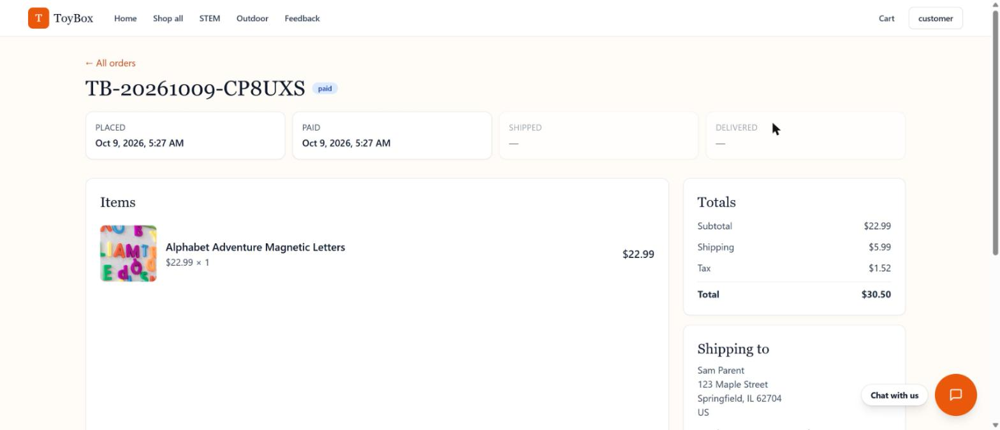 T ToyBox Home Shop all STEM Outdoor Feedback Cart customer
← All orders
TB-20261009-CP8UXS paid
PLACED
Oct 9, 2026, 5:27 AM
PAID
Oct 9, 2026, 5:27 AM
SHIPPED
—
DELIVERED
—
Items
Alphabet Adventure Magnetic Letters
$22.99 × 1
$22.99
Totals
Subtotal $22.99
Shipping $5.99
Tax $1.52
Total $30.50
Shipping to
Sam Parent
123 Maple Street
Springfield, IL 62704
US
Chat with us